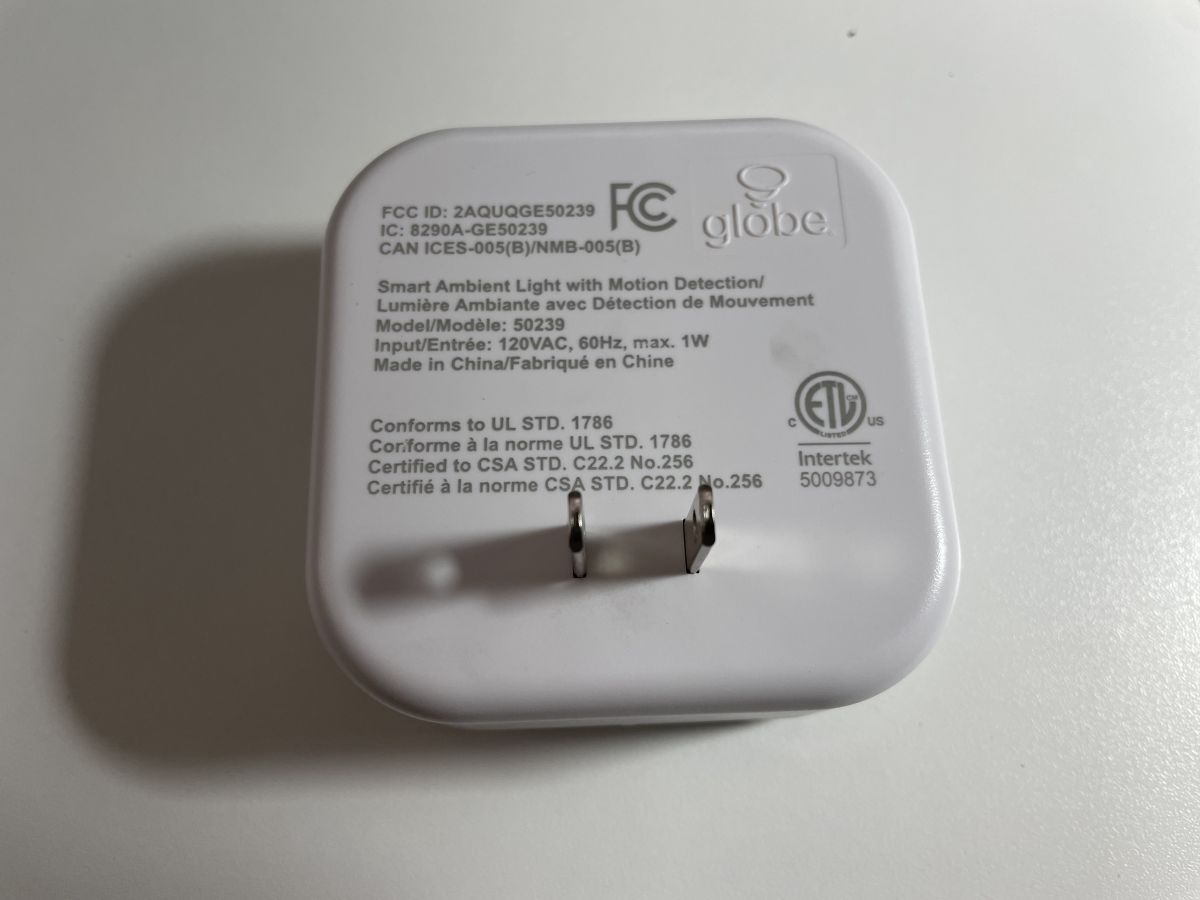 FCC ID: 2AQUQGE50239
IC: 8290A-GE50239
CAN ICES-005(B)/NMB-005(B)
FC
globe
Smart Ambient Light with Motion Detection/
Lumière Ambiante avec Détection de Mouvement
Model/Modèle: 50239
Input/Entrée: 120VAC, 60Hz, max. 1W
Made in China/Fabriqué en Chine
Conforms to UL STD. 1786
Conforme à la norme UL STD. 1786
Certified to CSA STD. C22.2 No.256
Certifié à la norme CSA STD. C22.2 No.256
ETL CM
LISTED
C US
Intertek
5009873